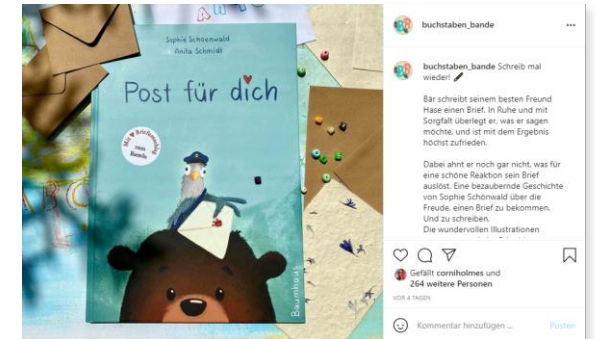 Sophie Schoenwald
Anita Schmidt
Post für dich
Mit ♥ Briefumschlag
zum
Basteln
Baumhaus
buchstaben_bande
buchstaben_bande Schreib mal
wieder! 🖋
Bär schreibt seinem besten Freund
Hase einen Brief. In Ruhe und mit
Sorgfalt überlegt er, was er sagen
möchte, und ist mit dem Ergebnis
höchst zufrieden.
Dabei ahnt er noch gar nicht, was für
eine schöne Reaktion sein Brief
auslöst. Eine bezaubernde Geschichte
von Sophie Schönwald über die
Freude, einen Brief zu bekommen.
Und zu schreiben.
Die wundervollen Illustrationen
Gefällt corniholmes und
264 weitere Personen
VOR 4 TAGEN
Kommentar hinzufügen ...
Posten